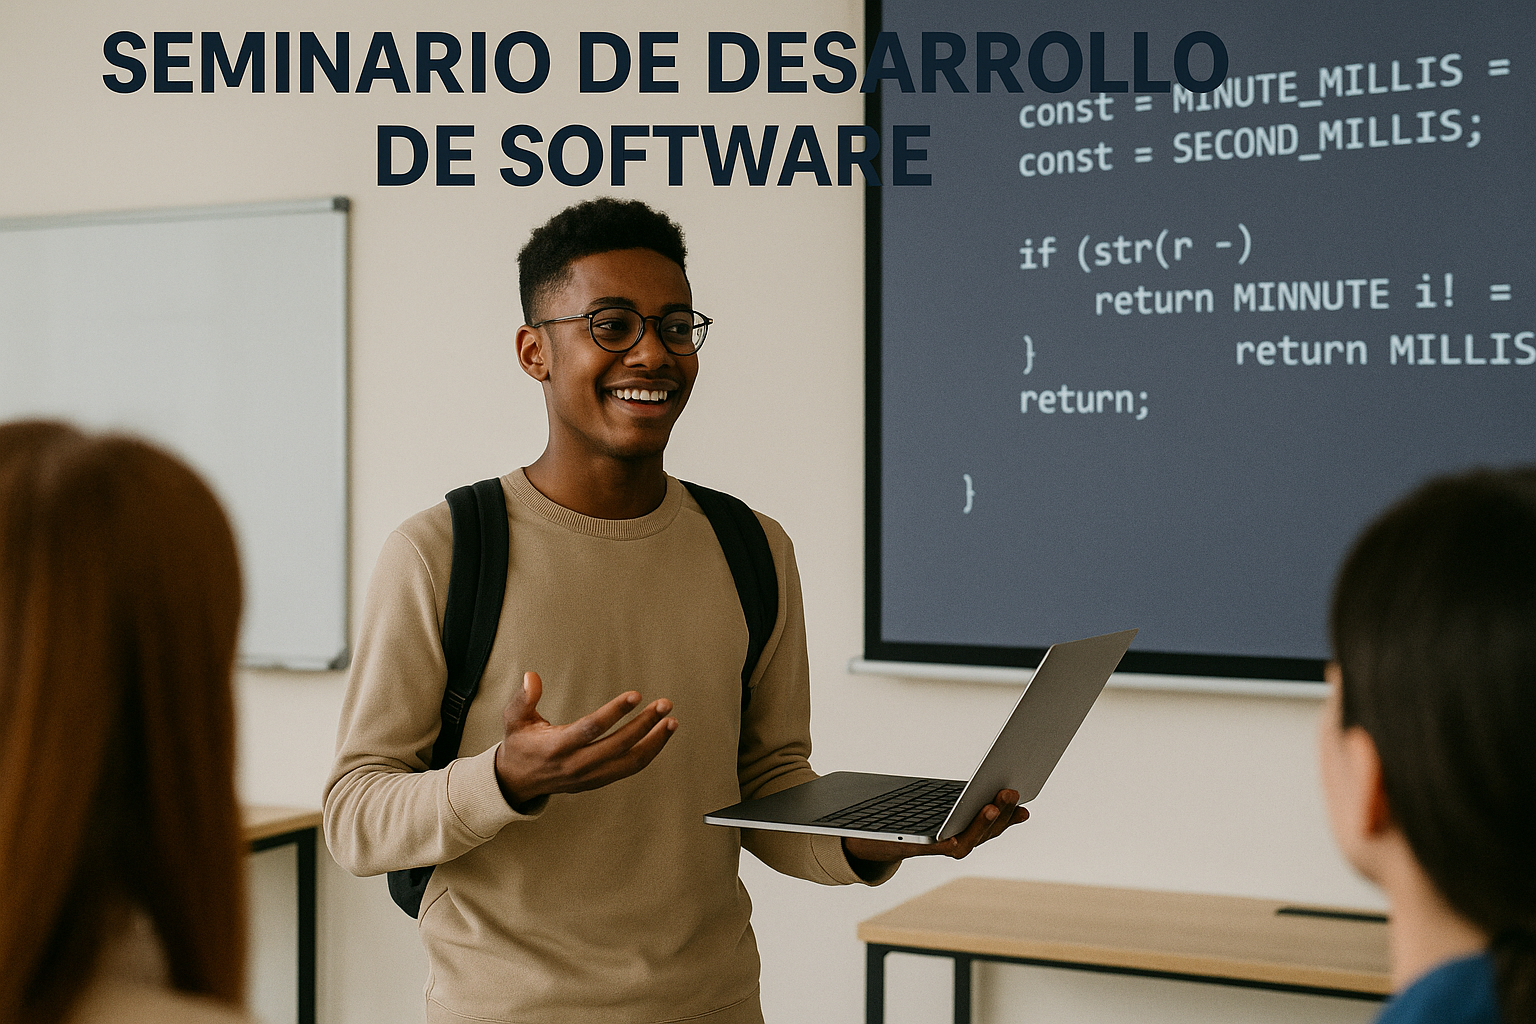 SEMINARIO DE DESARROLLO
DE SOFTWARE
const = MINUTE_MILLIS =
const = SECOND_MILLIS;
if (str(r -)
return MINNUTE i! =
} return MILLIS
return;
}